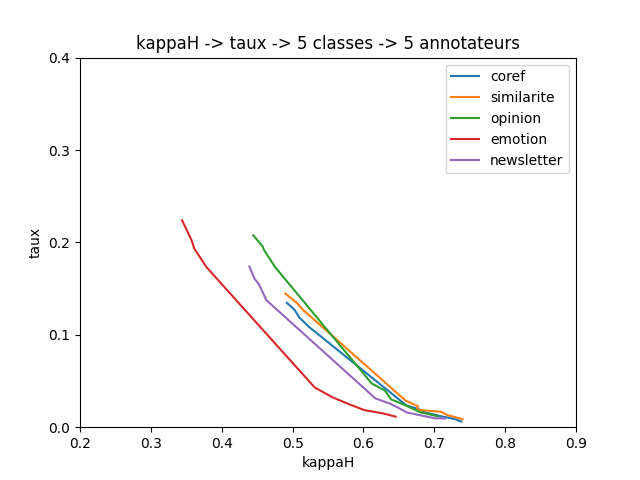 kappaH -> taux -> 5 classes -> 5 annotateurs
0.4
0.3
0.2
0.1
0.0
taux
coref
similarite
opinion
emotion
newsletter
0.2 0.3 0.4 0.5 0.6 0.7 0.8 0.9
kappaH